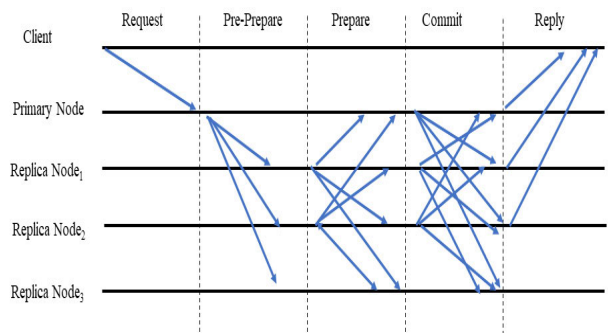 Request Pre-Prepare Prepare Commit Reply
Client
Primary Node
Replica Node1
Replica Node2
Replica Node3